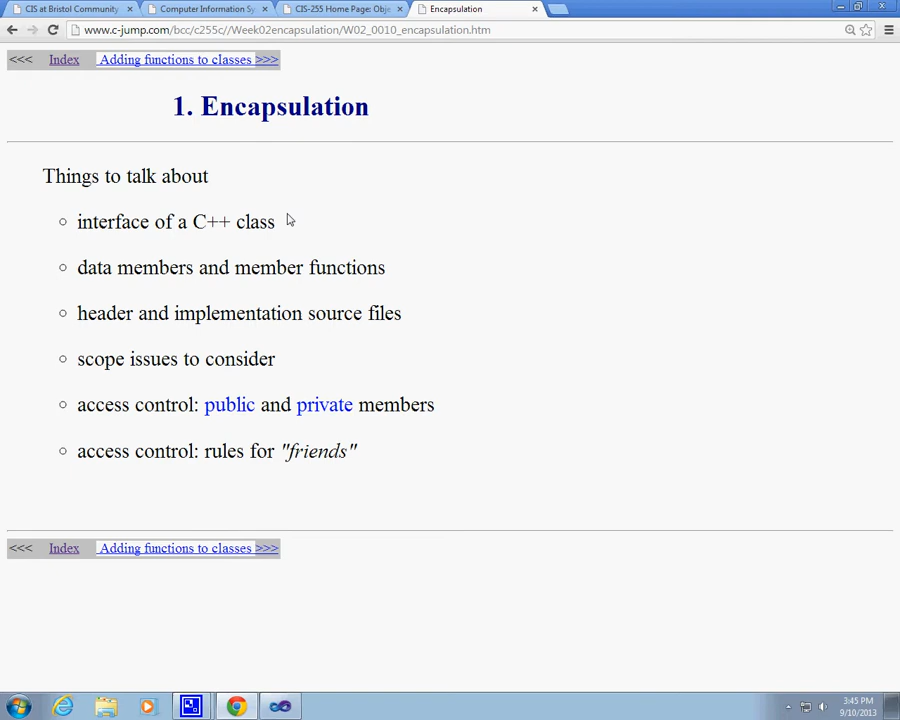 CIS at Bristol Community
Computer Information Sy
CIS-255 Home Page: Obje
Encapsulation
www.c-jump.com/bcc/c255c//Week02encapsulation/W02_0010_encapsulation.htm
<<< Index Adding functions to classes >>>
1. Encapsulation
Things to talk about
interface of a C++ class
data members and member functions
header and implementation source files
scope issues to consider
access control: public and private members
access control: rules for "friends"
<<< Index Adding functions to classes >>>
3:45 PM
9/10/2013